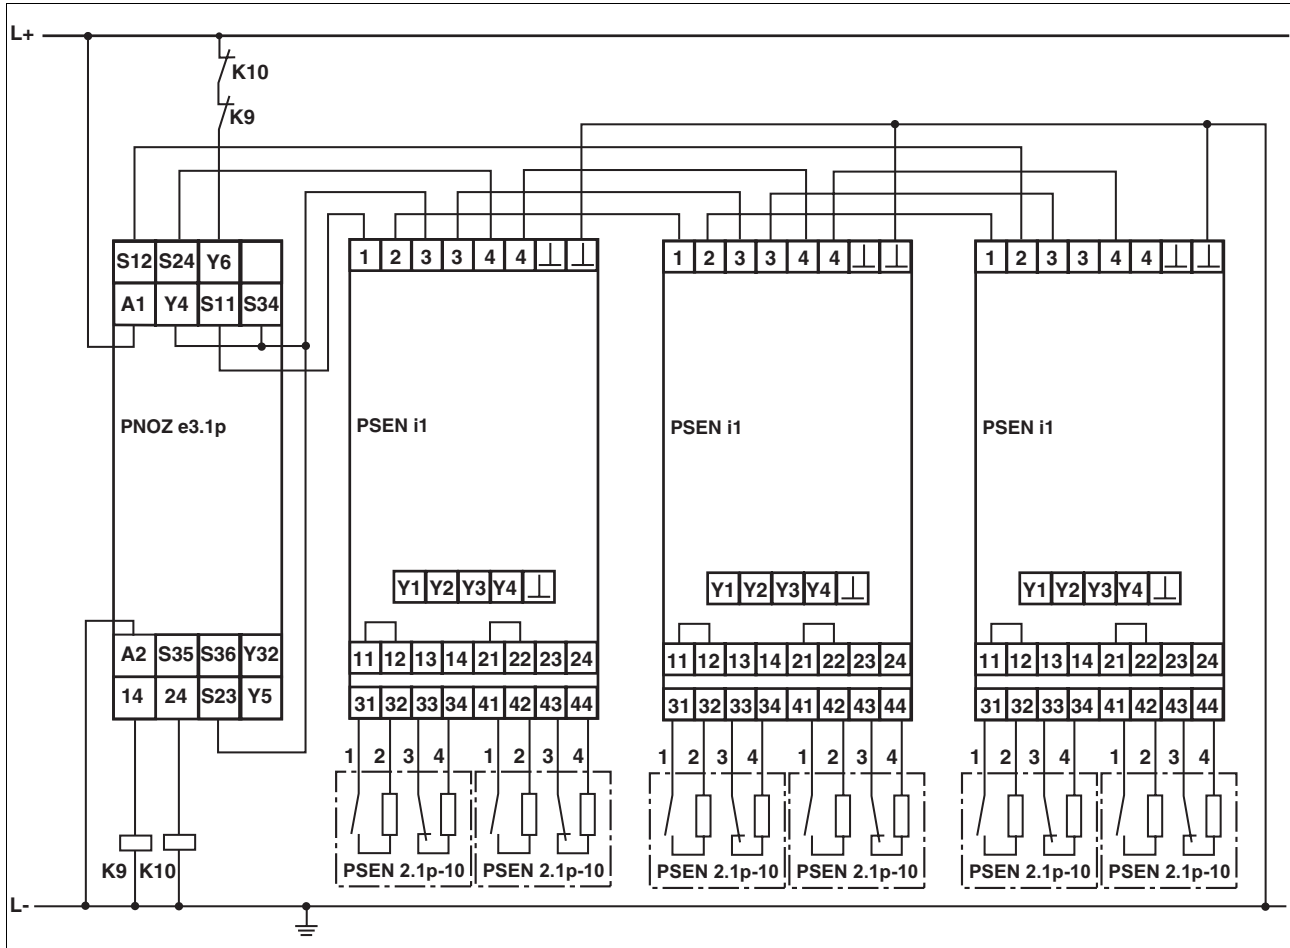 L+
K10
K9
S12 S24 Y6
A1 Y4 S11 S34
1 2 3 3 4 4
1 2 3 3 4 4
1 2 3 3 4 4
PNOZ e3.1p
PSEN i1
PSEN i1
PSEN i1
Y1 Y2 Y3 Y4
Y1 Y2 Y3 Y4
Y1 Y2 Y3 Y4
A2 S35 S36 Y32
14 24 S23 Y5
11 12 13 14 21 22 23 24
31 32 33 34 41 42 43 44
11 12 13 14 21 22 23 24
31 32 33 34 41 42 43 44
11 12 13 14 21 22 23 24
31 32 33 34 41 42 43 44
1 2 3 4 1 2 3 4
1 2 3 4 1 2 3 4
1 2 3 4 1 2 3 4
K9 K10
PSEN 2.1p-10 PSEN 2.1p-10
PSEN 2.1p-10 PSEN 2.1p-10
PSEN 2.1p-10 PSEN 2.1p-10
L-